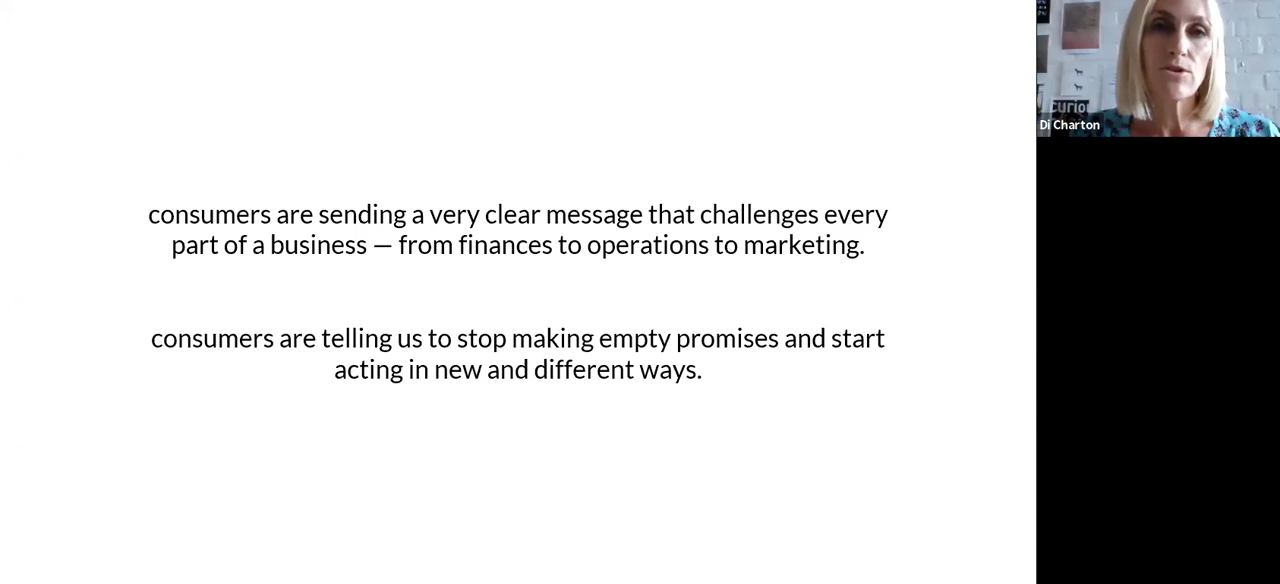 consumers are sending a very clear message that challenges every
part of a business — from finances to operations to marketing.
consumers are telling us to stop making empty promises and start
acting in new and different ways.
curio
Di Charton